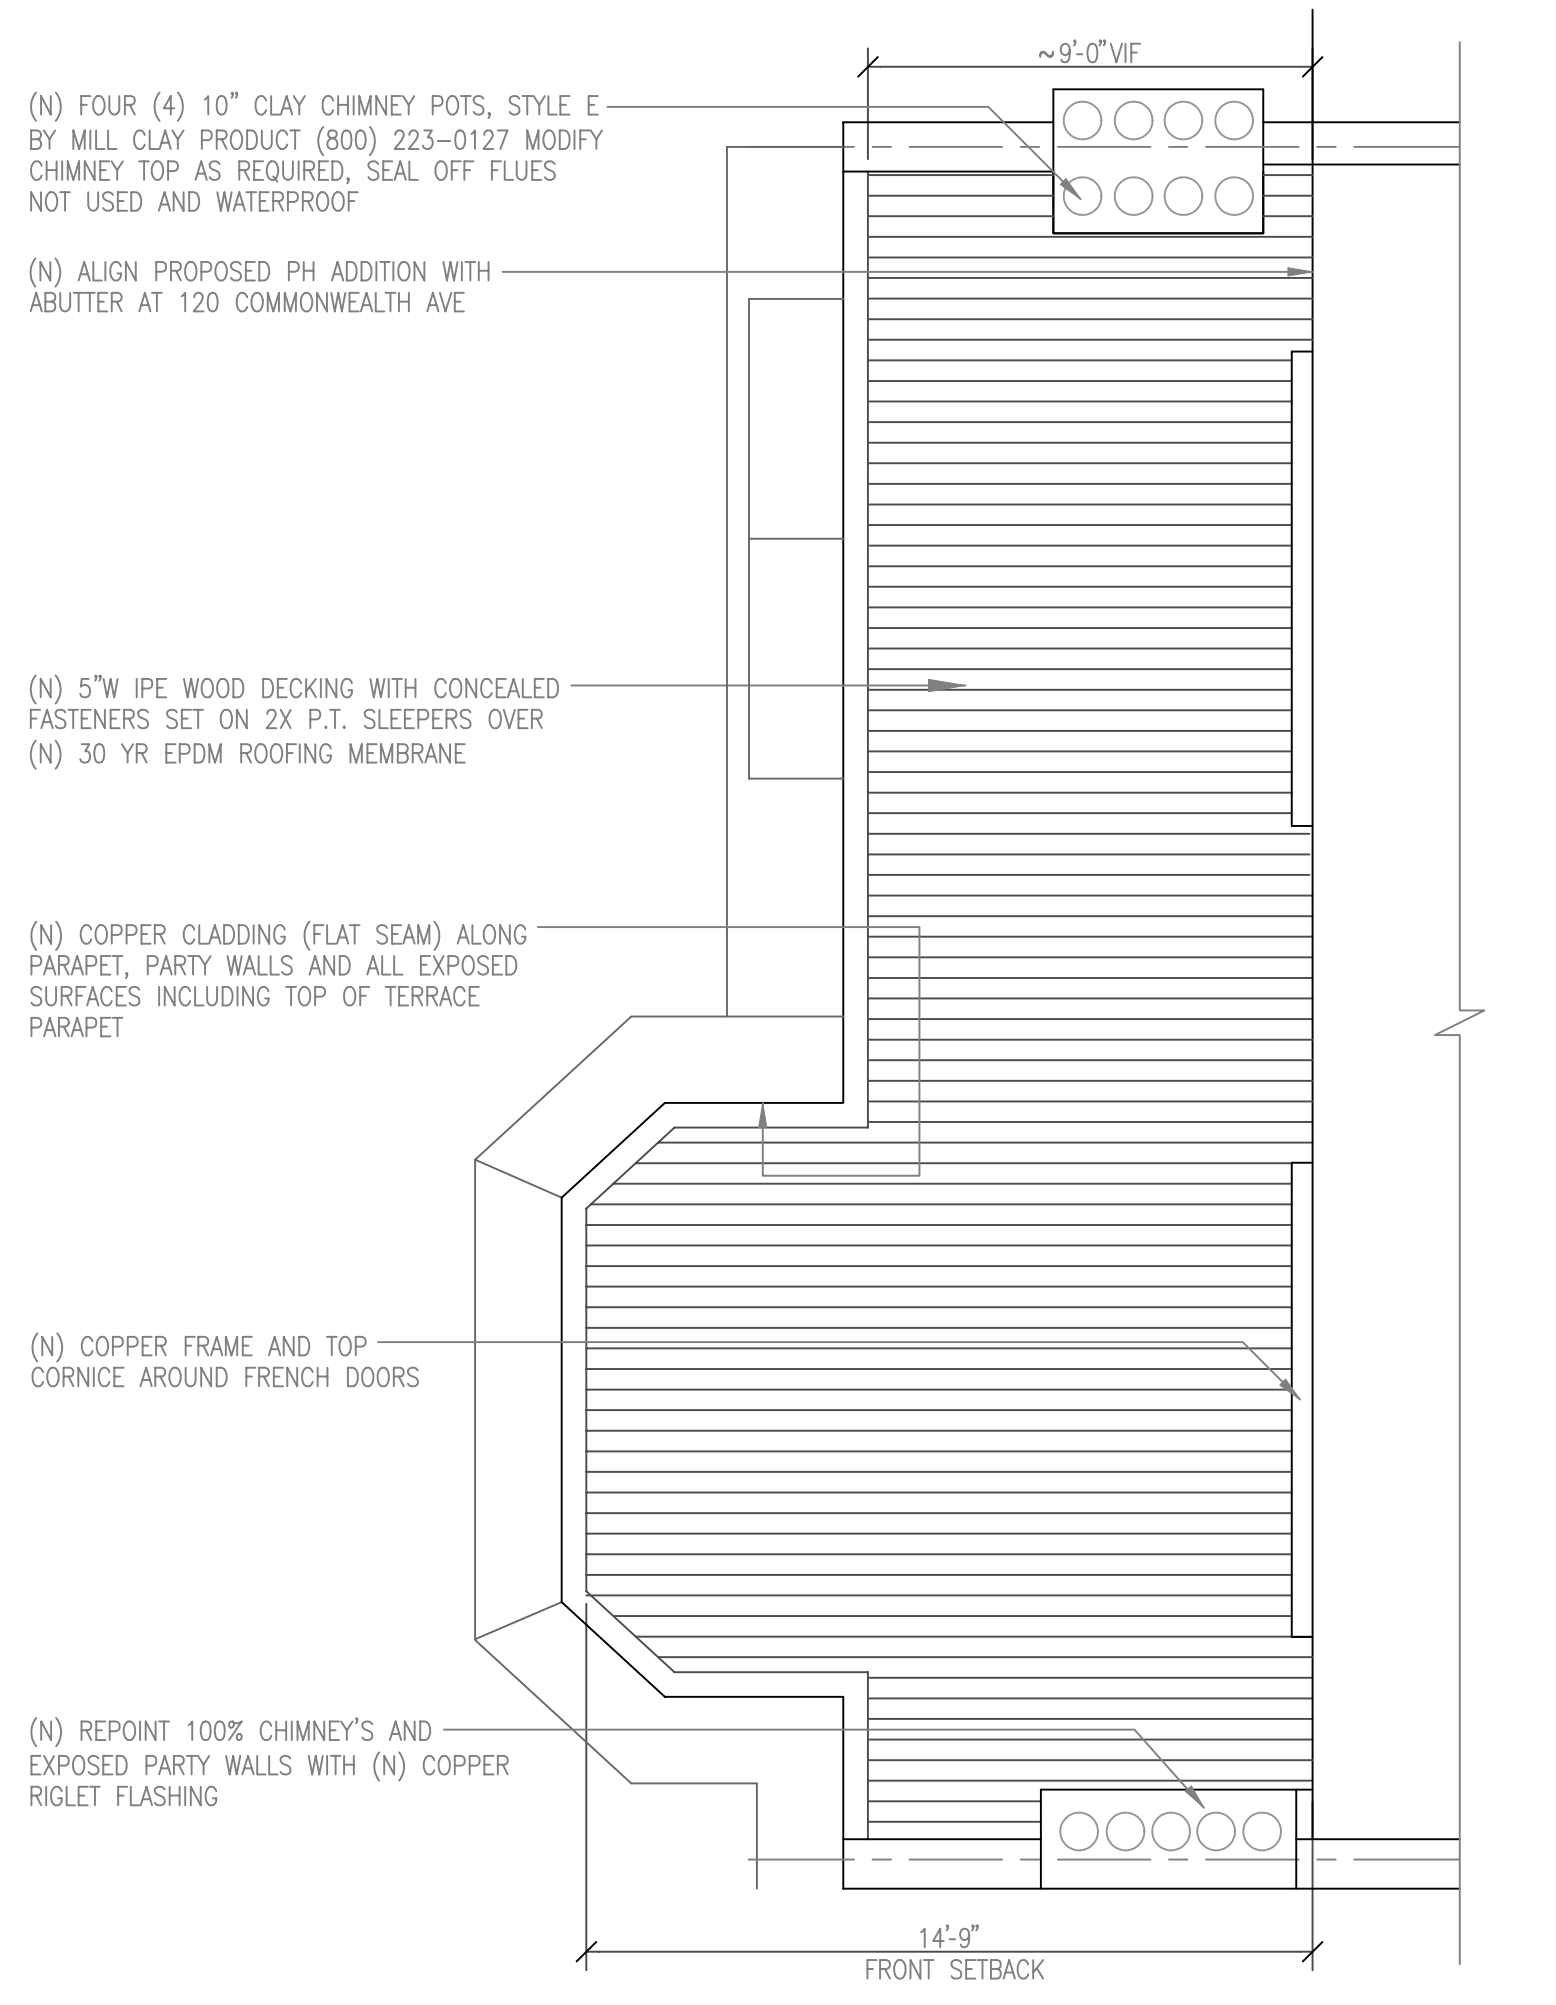 ~9'-0" VIF
(N) FOUR (4) 10" CLAY CHIMNEY POTS, STYLE E
BY MILL CLAY PRODUCT (800) 223-0127 MODIFY
CHIMNEY TOP AS REQUIRED, SEAL OFF FLUES
NOT USED AND WATERPROOF
(N) ALIGN PROPOSED PH ADDITION WITH
ABUTTER AT 120 COMMONWEALTH AVE
(N) 5"W IPE WOOD DECKING WITH CONCEALED
FASTENERS SET ON 2X P.T. SLEEPERS OVER
(N) 30 YR EPDM ROOFING MEMBRANE
(N) COPPER CLADDING (FLAT SEAM) ALONG
PARAPET, PARTY WALLS AND ALL EXPOSED
SURFACES INCLUDING TOP OF TERRACE
PARAPET
(N) COPPER FRAME AND TOP
CORNICE AROUND FRENCH DOORS
(N) REPOINT 100% CHIMNEY'S AND
EXPOSED PARTY WALLS WITH (N) COPPER
RIGLET FLASHING
14'-9"
FRONT SETBACK